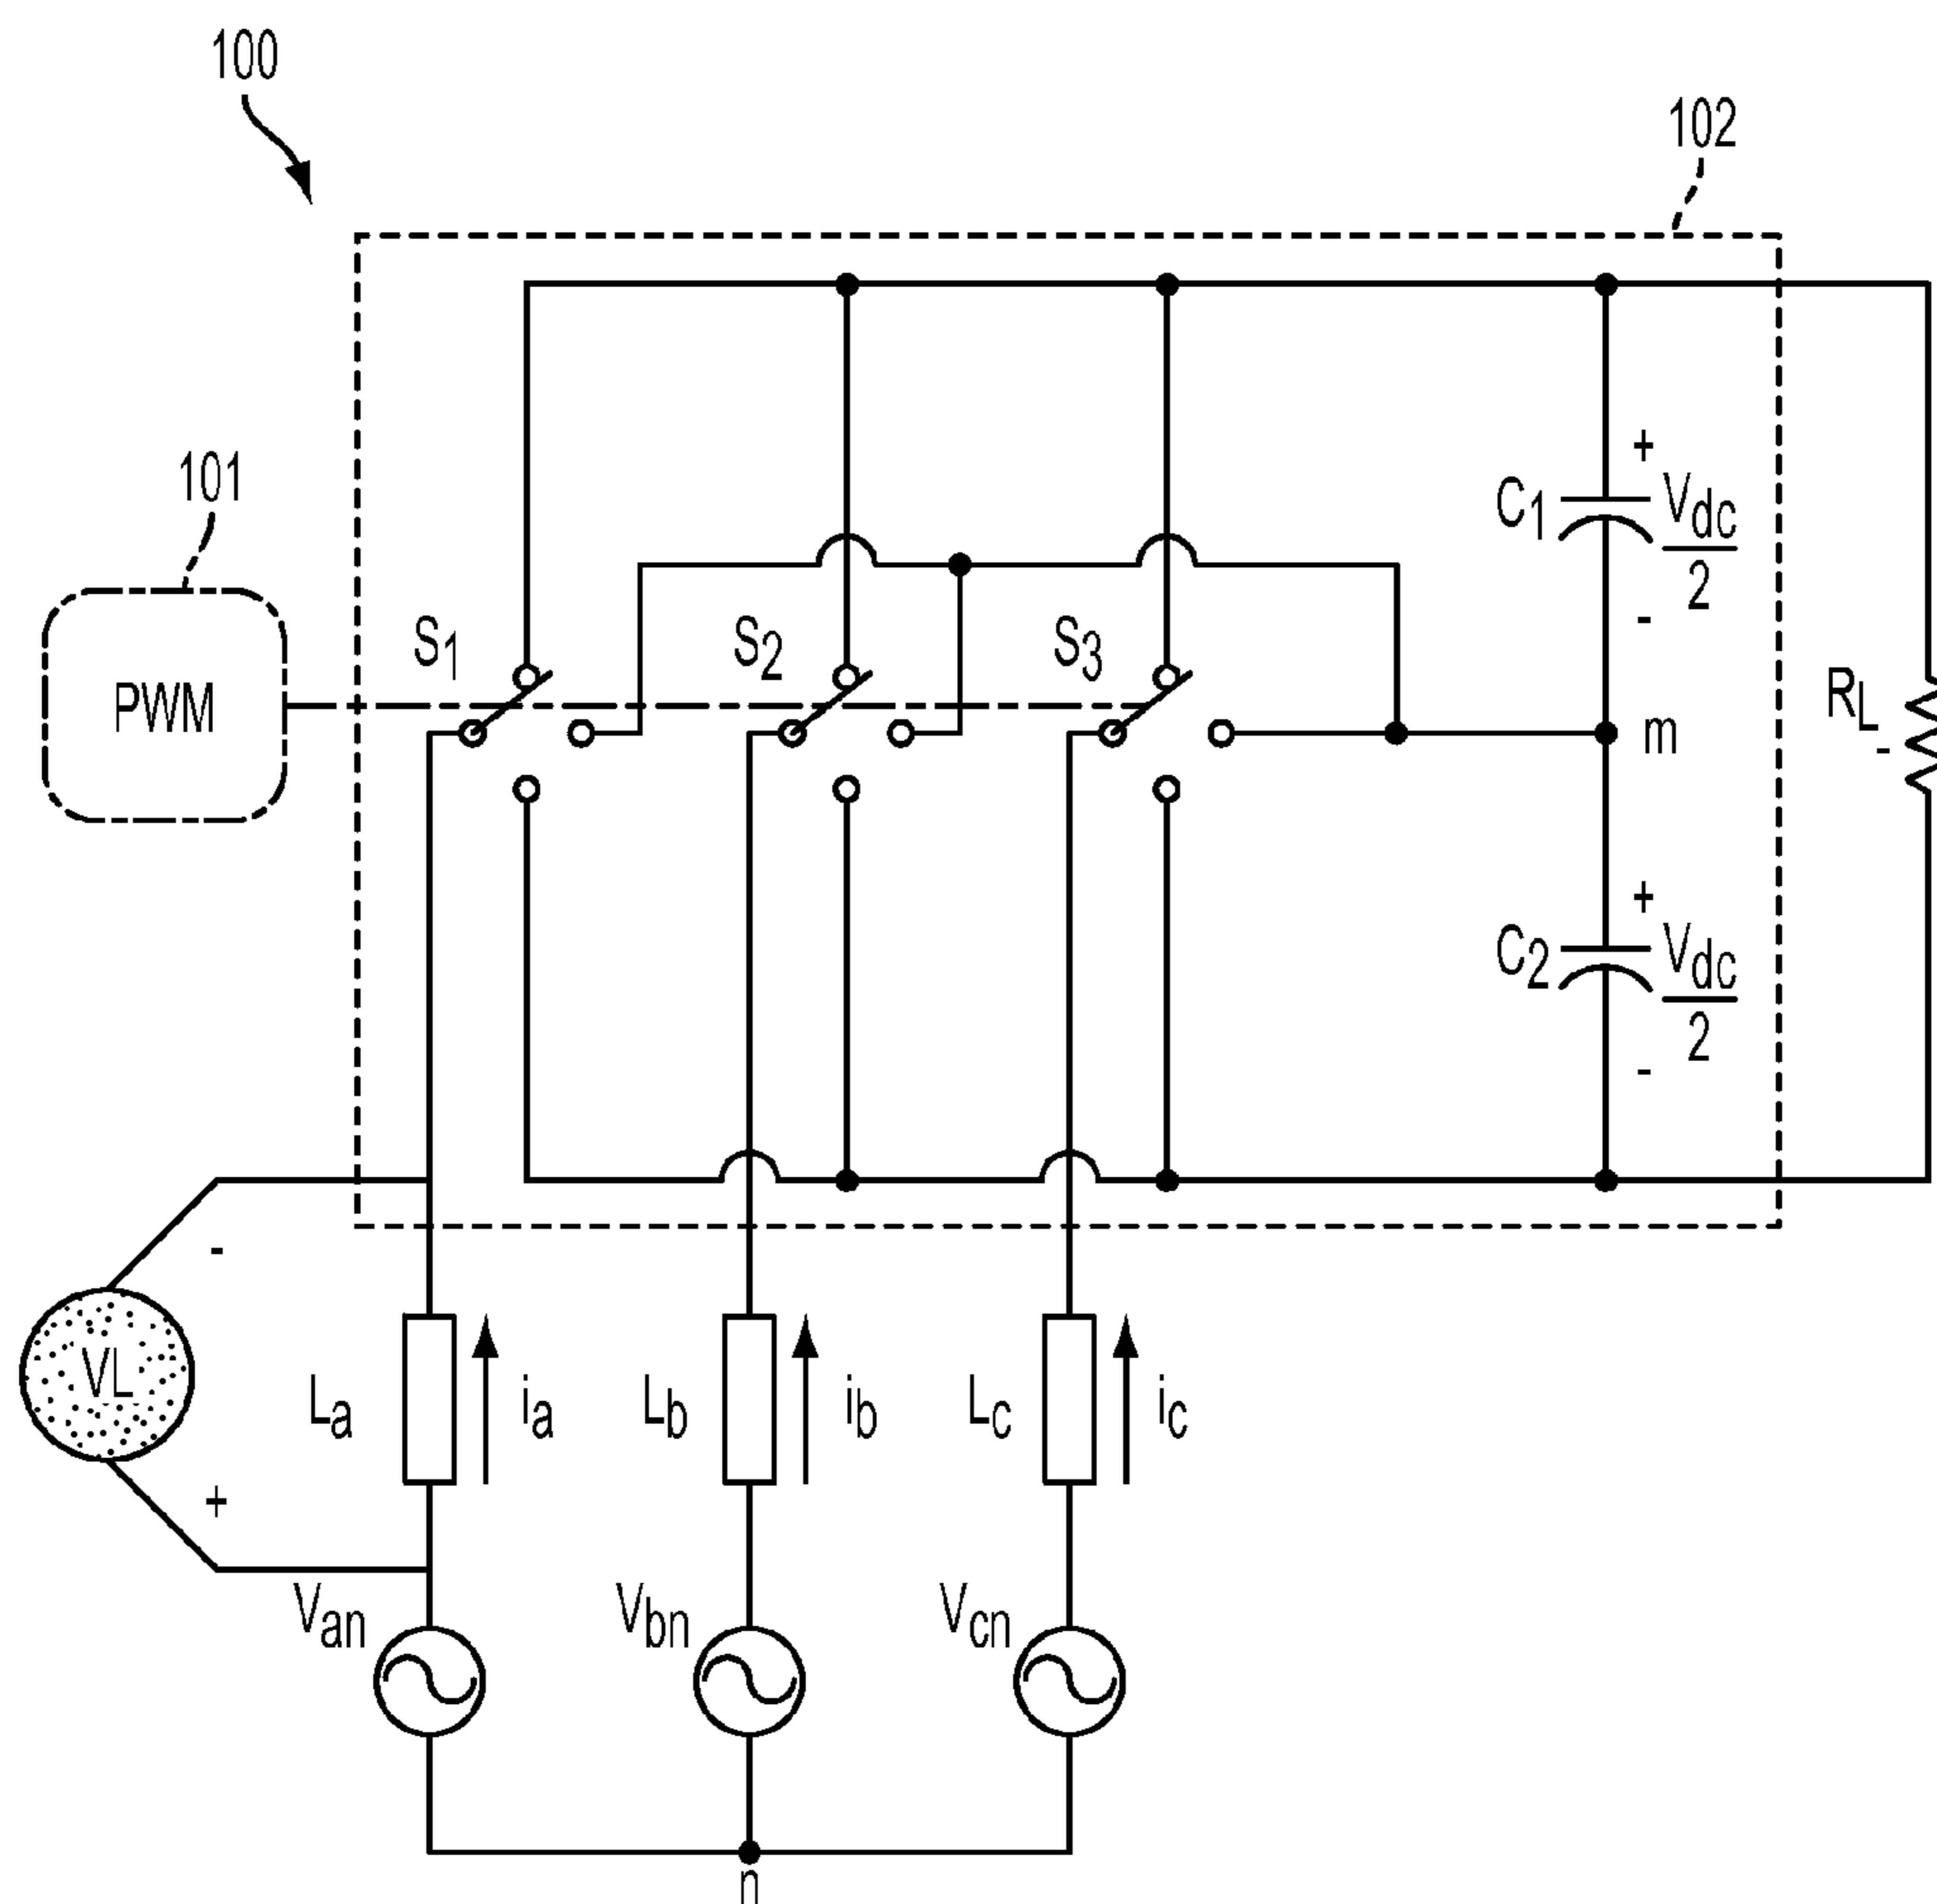 100
102
101
PWM
S1
S2
S3
C1
+
Vdc
2
-
m
RL
-
C2
+
Vdc
2
-
-
VL
+
La
ia
Lb
ib
Lc
ic
Van
Vbn
Vcn
n